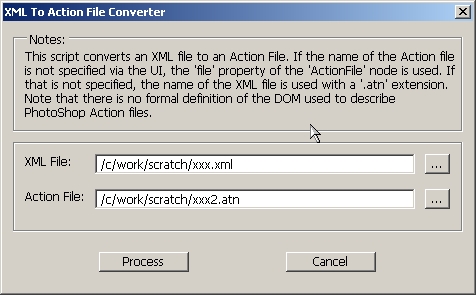 XML To Action File Converter
Notes:
This script converts an XML file to an Action File. If the name of the Action file
is not specified via the UI, the 'file' property of the 'ActionFile' node is used. If
that is not specified, the name of the XML file is used with a '.atn' extension.
Note that there is no formal definition of the DOM used to describe
PhotoShop Action files.
XML File: /c/work/scratch/xxx.xml ...
Action File: /c/work/scratch/xxx2.atn ...
Process Cancel